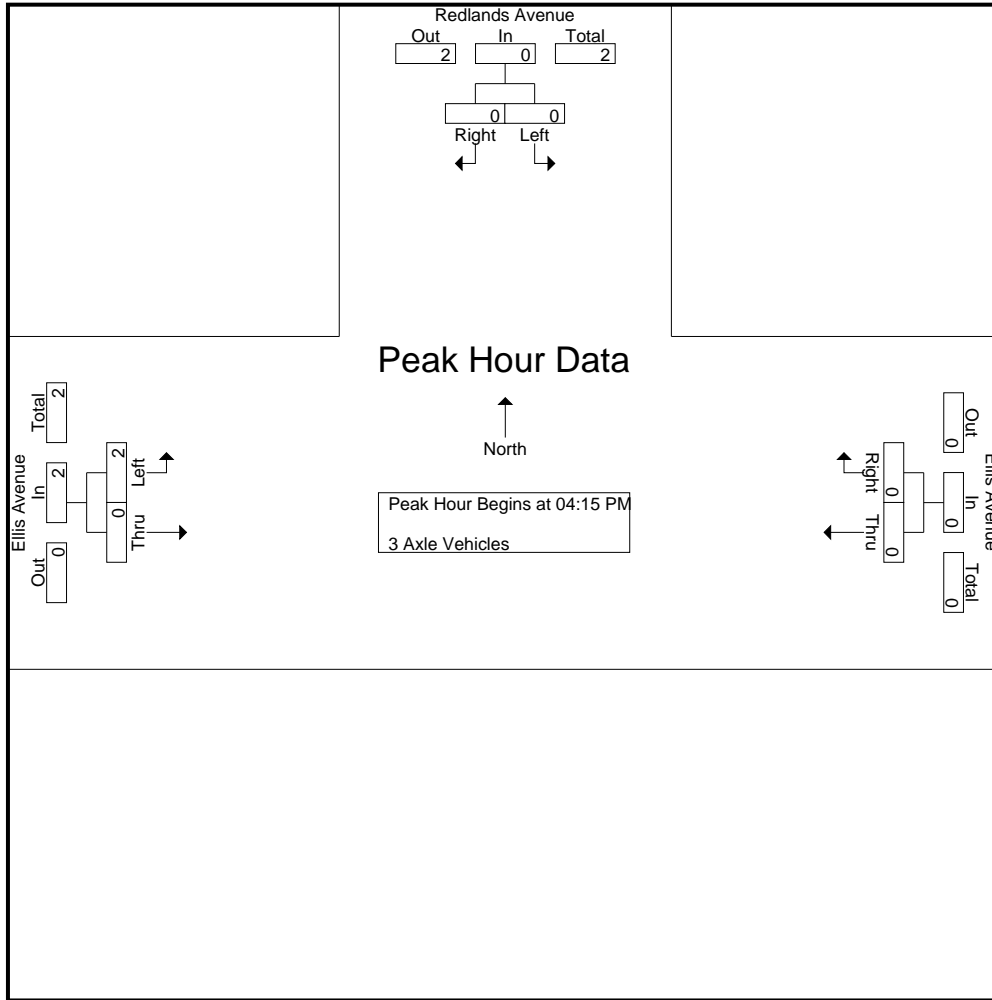 Redlands Avenue
Out In Total
2 0 2
0 0
Right Left
Peak Hour Data
North
Peak Hour Begins at 04:15 PM
3 Axle Vehicles
Ellis Avenue
Out In Total
0 2 2
Thru Left
0 2
Ellis Avenue
Out In Total
0 0 0
Right Thru
0 0